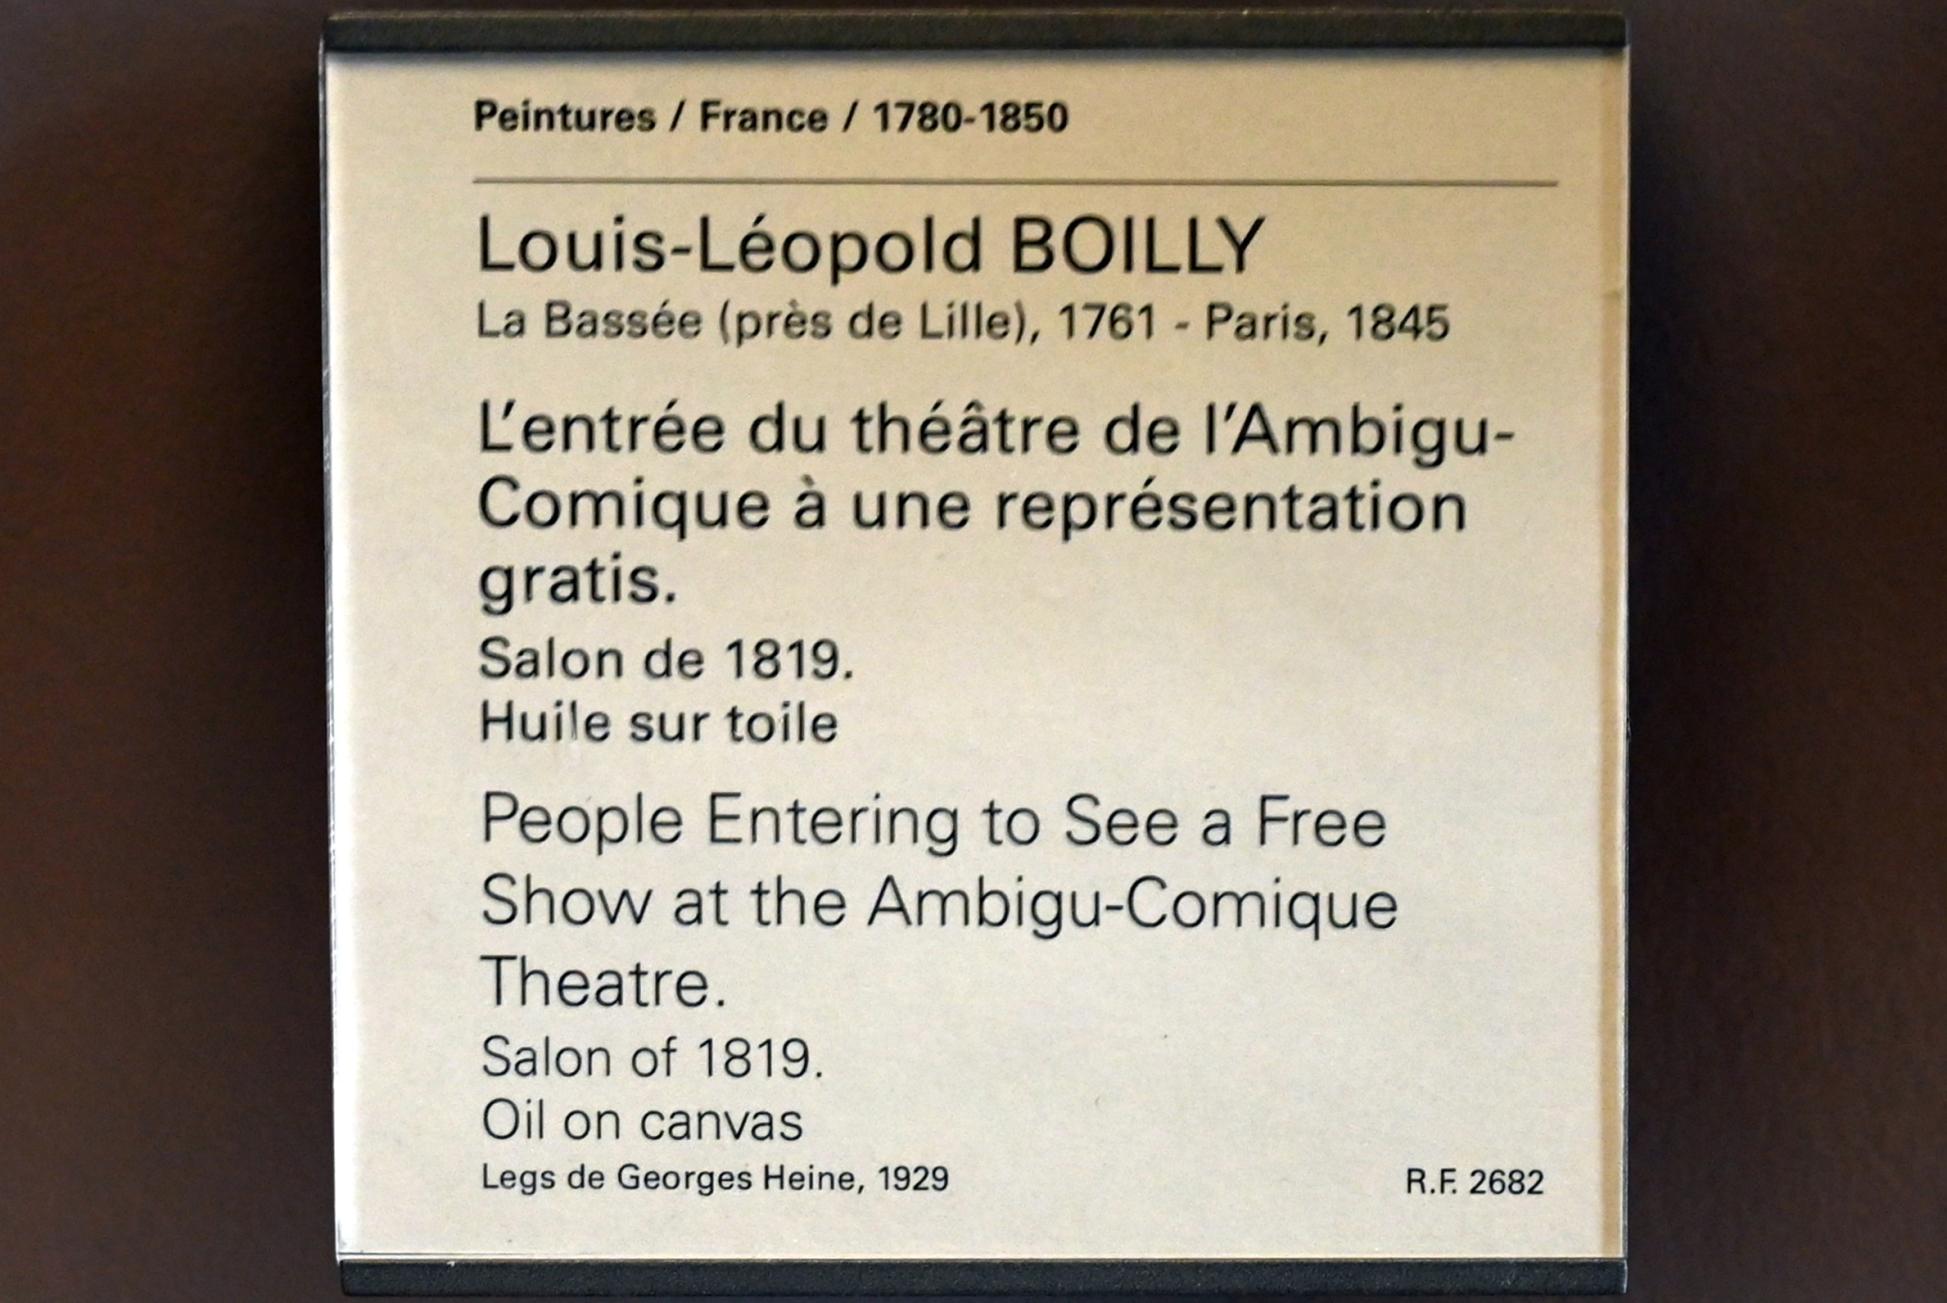 Peintures / France / 1780-1850
Louis-Léopold BOILLY
La Bassée (près de Lille), 1761 - Paris, 1845
L'entrée du théâtre de l'Ambigu-
Comique à une représentation
gratis.
Salon de 1819.
Huile sur toile
People Entering to See a Free
Show at the Ambigu-Comique
Theatre.
Salon of 1819.
Oil on canvas
Legs de Georges Heine, 1929
R.F. 2682